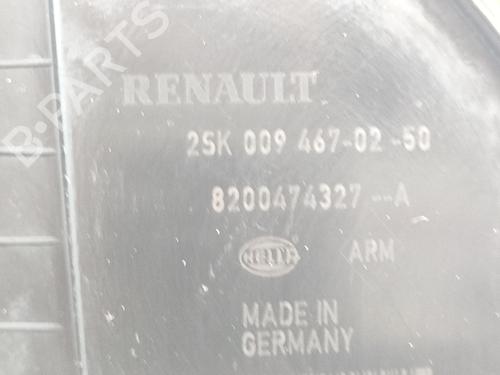 B-PARTS
RENAULT
2SK 009 467-02-50
8200474327--A
HELLA ARM
MADE IN
GERMANY